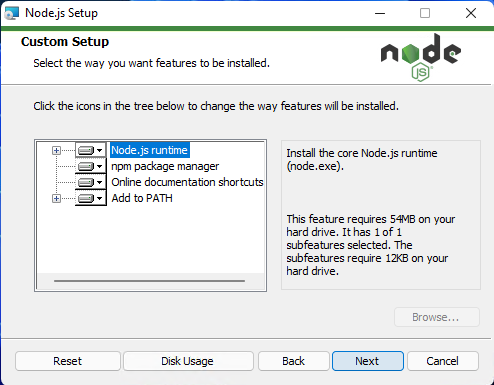 Node.js Setup
Custom Setup
Select the way you want features to be installed.
node
JS
Click the icons in the tree below to change the way features will be installed.
Node.js runtime
npm package manager
Online documentation shortcuts
Add to PATH
Install the core Node.js runtime
(node.exe).
This feature requires 54MB on your
hard drive. It has 1 of 1
subfeatures selected. The
subfeatures require 12KB on your
hard drive.
Browse...
Reset
Disk Usage
Back
Next
Cancel